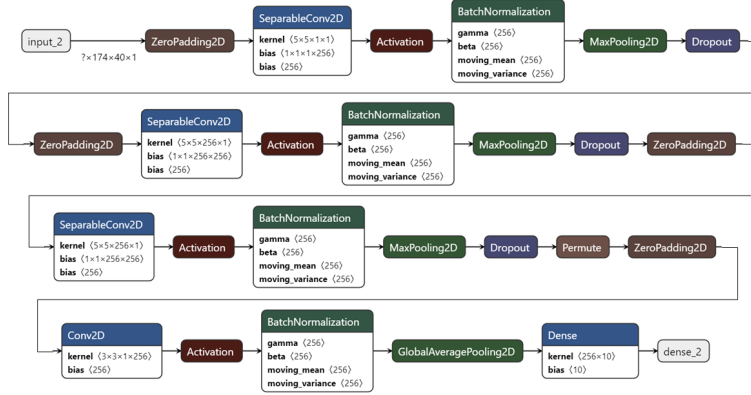 input_2
?×174×40×1
ZeroPadding2D
SeparableConv2D
kernel ⟨5×5×1×1⟩
bias ⟨1×1×1×256⟩
bias ⟨256⟩
Activation
BatchNormalization
gamma ⟨256⟩
beta ⟨256⟩
moving_mean ⟨256⟩
moving_variance ⟨256⟩
MaxPooling2D
Dropout
ZeroPadding2D
SeparableConv2D
kernel ⟨5×5×256×1⟩
bias ⟨1×1×256×256⟩
bias ⟨256⟩
Activation
BatchNormalization
gamma ⟨256⟩
beta ⟨256⟩
moving_mean ⟨256⟩
moving_variance ⟨256⟩
MaxPooling2D
Dropout
ZeroPadding2D
SeparableConv2D
kernel ⟨5×5×256×1⟩
bias ⟨1×1×256×256⟩
bias ⟨256⟩
Activation
BatchNormalization
gamma ⟨256⟩
beta ⟨256⟩
moving_mean ⟨256⟩
moving_variance ⟨256⟩
MaxPooling2D
Dropout
Permute
ZeroPadding2D
Conv2D
kernel ⟨3×3×1×256⟩
bias ⟨256⟩
Activation
BatchNormalization
gamma ⟨256⟩
beta ⟨256⟩
moving_mean ⟨256⟩
moving_variance ⟨256⟩
GlobalAveragePooling2D
Dense
kernel ⟨256×10⟩
bias ⟨10⟩
dense_2